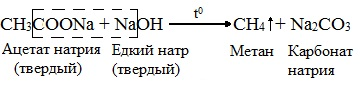 t⁰
CH3COONa + NaOH → CH4↑ + Na2CO3
Ацетат натрия Едкий натр Метан Карбонат
(твердый) (твердый) натрия